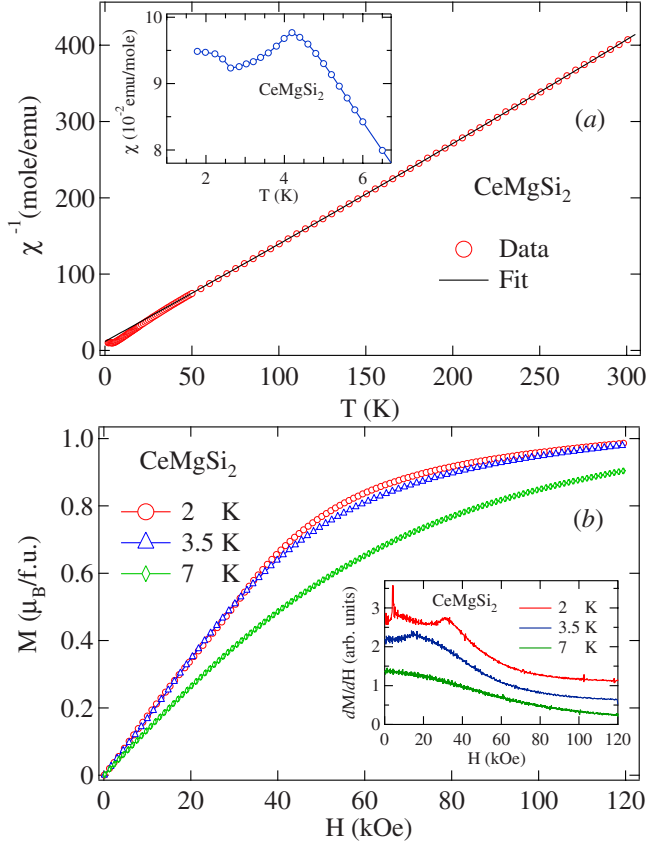 400
300
200
100
0
χ⁻¹ (mole/emu)
0
50
100
150
200
250
300
T (K)
(a)
CeMgSi₂
Data
Fit
10
9
8
χ (10⁻² emu/mole)
CeMgSi₂
2
4
6
T (K)
1.0
0.8
0.6
0.4
0.2
0.0
M (μB/f.u.)
CeMgSi₂
2 K
3.5 K
7 K
(b)
0
20
40
60
80
100
120
H (kOe)
3
2
1
0
dM/dH (arb. units)
CeMgSi₂
2 K
3.5 K
7 K
0
20
40
60
80
100
120
H (kOe)